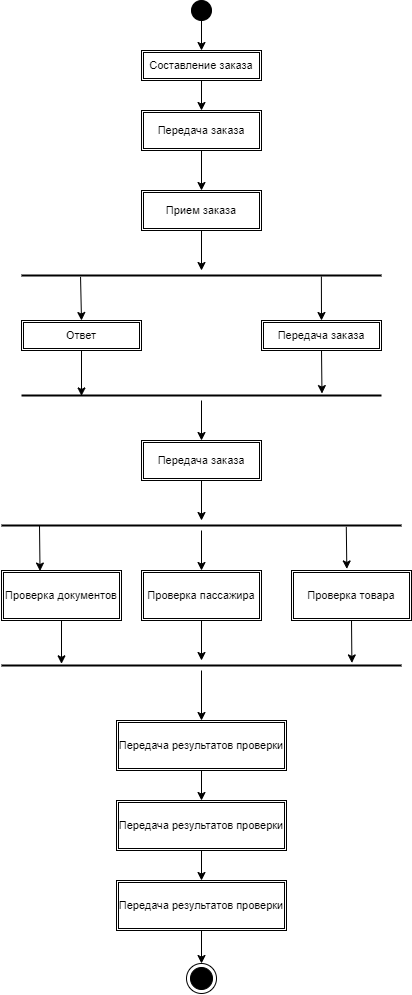 Составление заказа
Передача заказа
Прием заказа
Ответ
Передача заказа
Передача заказа
Проверка документов
Проверка пассажира
Проверка товара
Передача результатов проверки
Передача результатов проверки
Передача результатов проверки